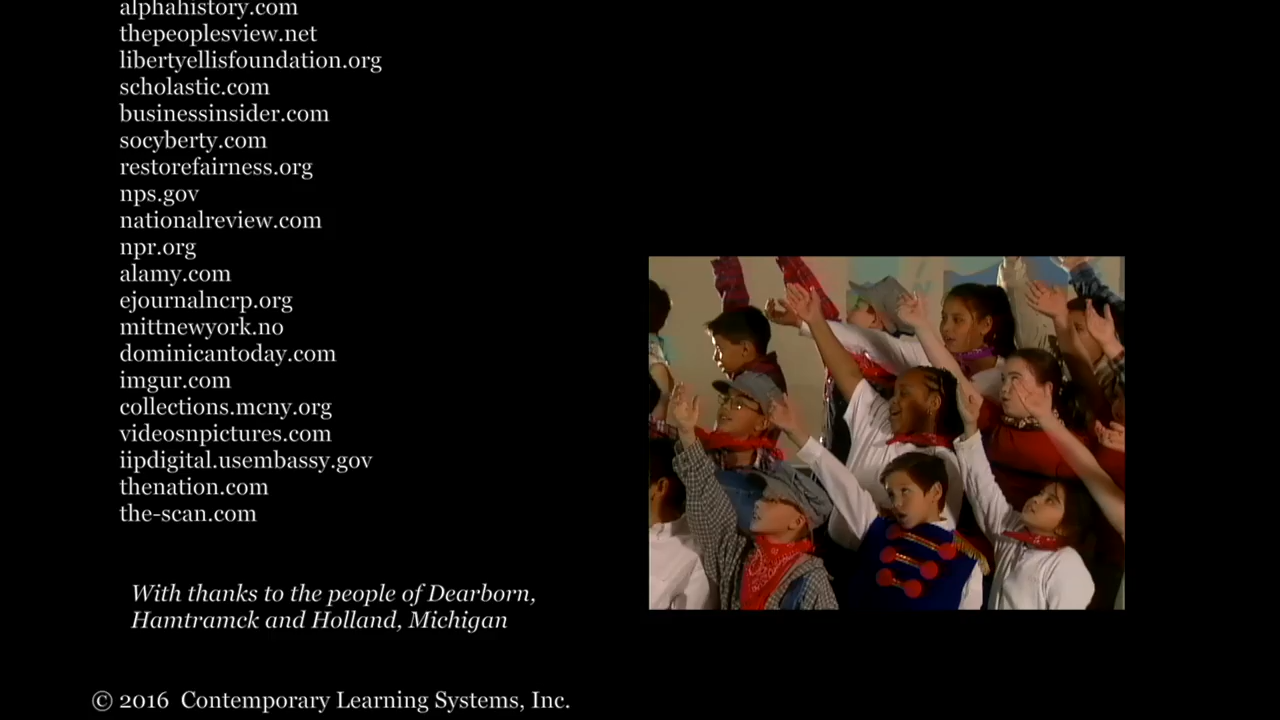 alphahistory.com
thepeoplesview.net
libertyellisfoundation.org
scholastic.com
businessinsider.com
socyberty.com
restorefairness.org
nps.gov
nationalreview.com
npr.org
alamy.com
ejournalncrp.org
mittnewyork.no
dominicantoday.com
imgur.com
collections.mcny.org
videosnpictures.com
iipdigital.usembassy.gov
thenation.com
the-scan.com
With thanks to the people of Dearborn,
Hamtramck and Holland, Michigan
© 2016 Contemporary Learning Systems, Inc.